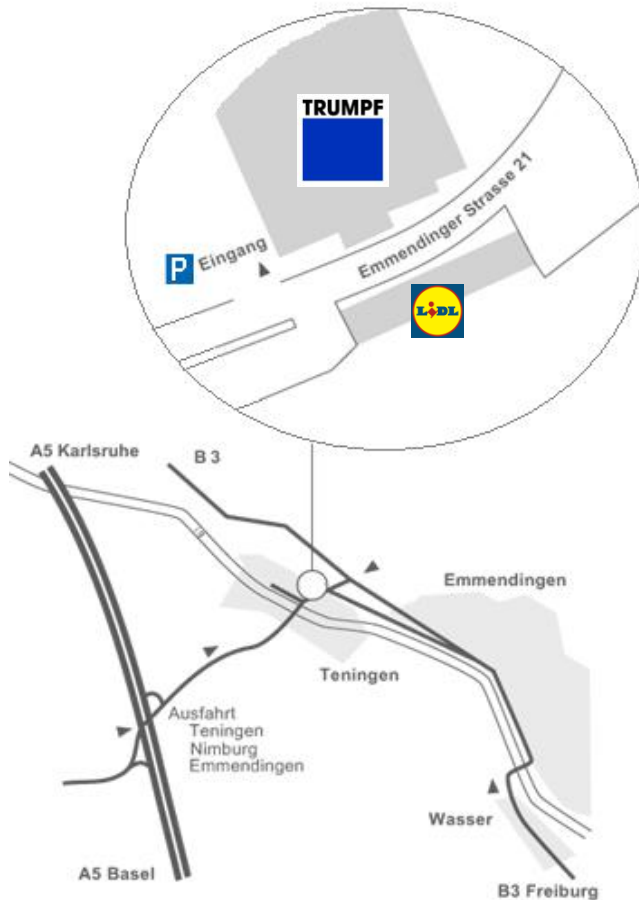 TRUMPF
Emmendinger Strasse 21
Eingang
P
LiDL
A5 Karlsruhe
B 3
Emmendingen
Teningen
Ausfahrt
Teningen
Nimburg
Emmendingen
Wasser
A5 Basel
B3 Freiburg